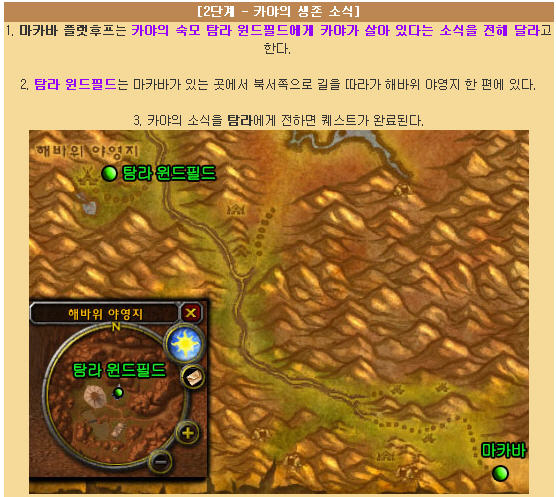 [2단계 - 카야의 생존 소식]
1. 마카바 플랫후프는 카야의 숙모 탐라 윈드필드에게 카야가 살아 있다는 소식을 전해 달라고
한다.
2. 탐라 윈드필드는 마카바가 있는 곳에서 북서쪽으로 길을 따라가 해바위 야영지 한 편에 있다.
3. 카야의 소식을 탐라에게 전하면 퀘스트가 완료된다.
해바위 야영지
탐라 윈드필드
해바위 야영지
N
탐라 윈드필드
마카바